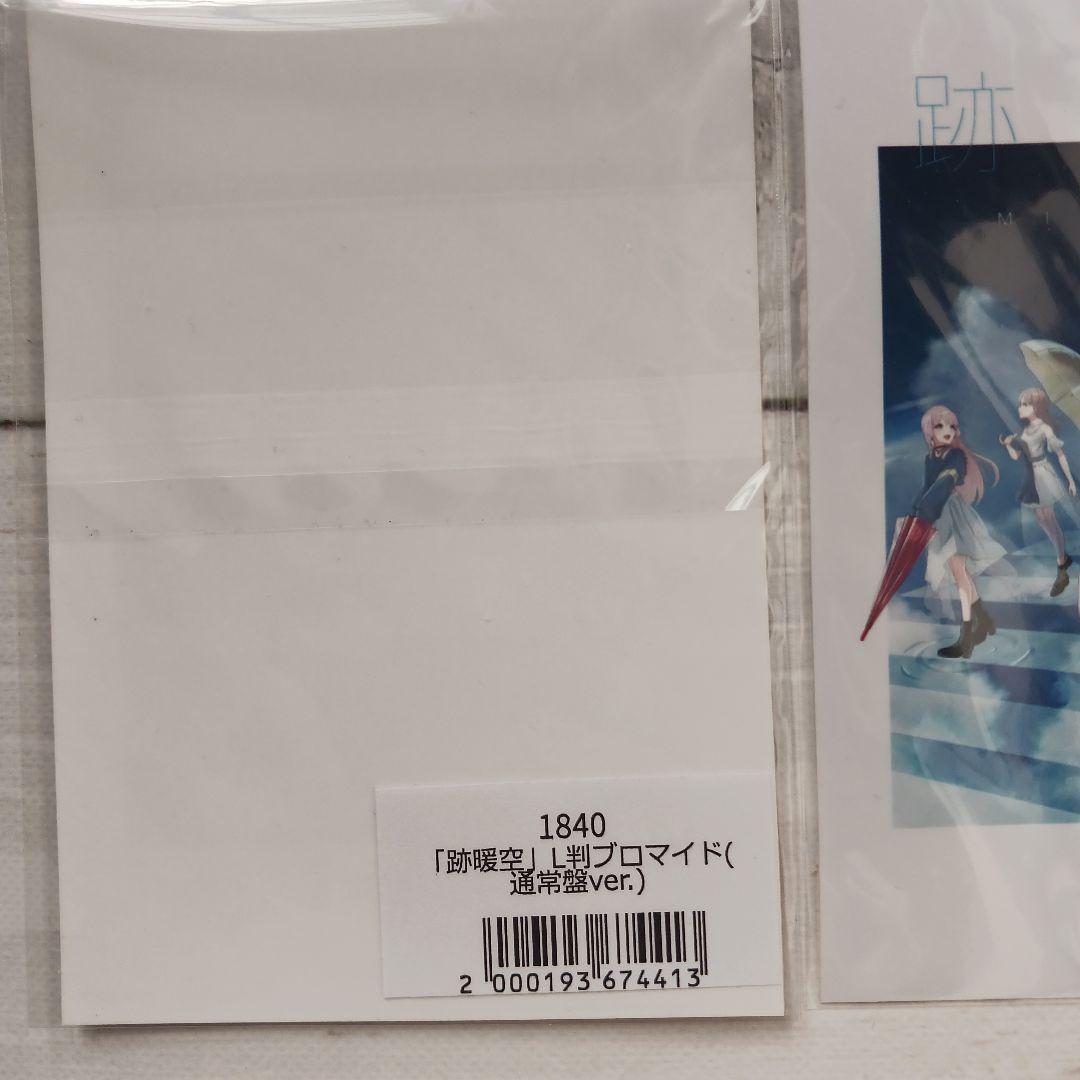 跡
M I
1840
「跡暖空」L判ブロマイド(
通常盤ver.)
2 000193 674413